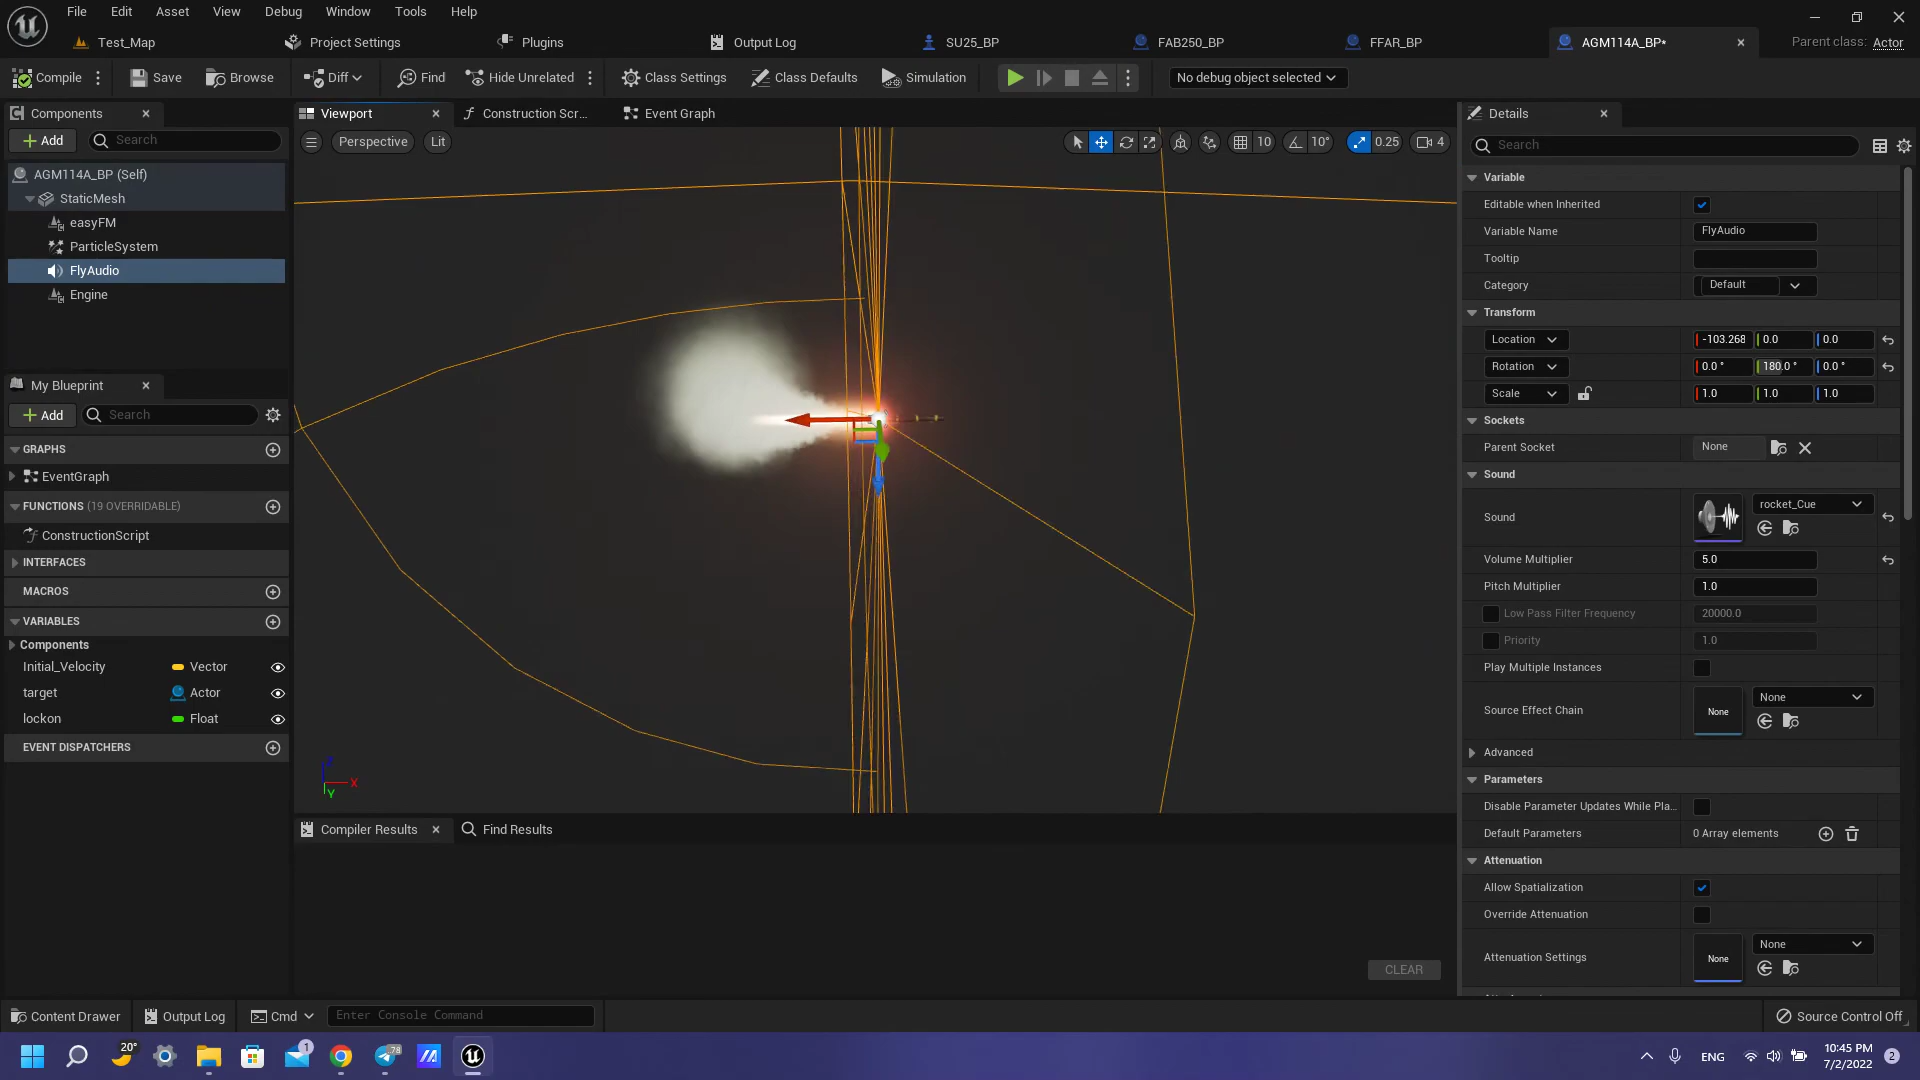 File Edit Asset View Debug Window Tools Help
Test_Map Project Settings Plugins Output Log SU25_BP FAB250_BP FFAR_BP AGM114A_BP* Parent class: Actor
Compile Save Browse Diff Find Hide Unrelated Class Settings Class Defaults Simulation No debug object selected
Components
Add Search
AGM114A_BP (Self)
StaticMesh
easyFM
ParticleSystem
FlyAudio
Engine
My Blueprint
Add Search
GRAPHS
EventGraph
FUNCTIONS (19 OVERRIDABLE)
ConstructionScript
INTERFACES
MACROS
VARIABLES
Components
Initial_Velocity Vector
target Actor
lockon Float
EVENT DISPATCHERS
Viewport Construction Scr... Event Graph
Perspective Lit 10 10° 0.25 4
X
Y
Compiler Results Find Results
CLEAR
Details
Search
Variable
Editable when Inherited
Variable Name FlyAudio
Tooltip
Category Default
Transform
Location -103.268 0.0 0.0
Rotation 0.0 ° 180.0 ° 0.0 °
Scale 1.0 1.0 1.0
Sockets
Parent Socket None
Sound
Sound rocket_Cue
Volume Multiplier 5.0
Pitch Multiplier 1.0
Low Pass Filter Frequency 20000.0
Priority 1.0
Play Multiple Instances
Source Effect Chain None None
Advanced
Parameters
Disable Parameter Updates While Pla...
Default Parameters 0 Array elements
Attenuation
Allow Spatialization
Override Attenuation
Attenuation Settings None None
Content Drawer Output Log Cmd Enter Console Command Source Control Off
20° 1 78 ENG 10:45 PM 2
7/2/2022